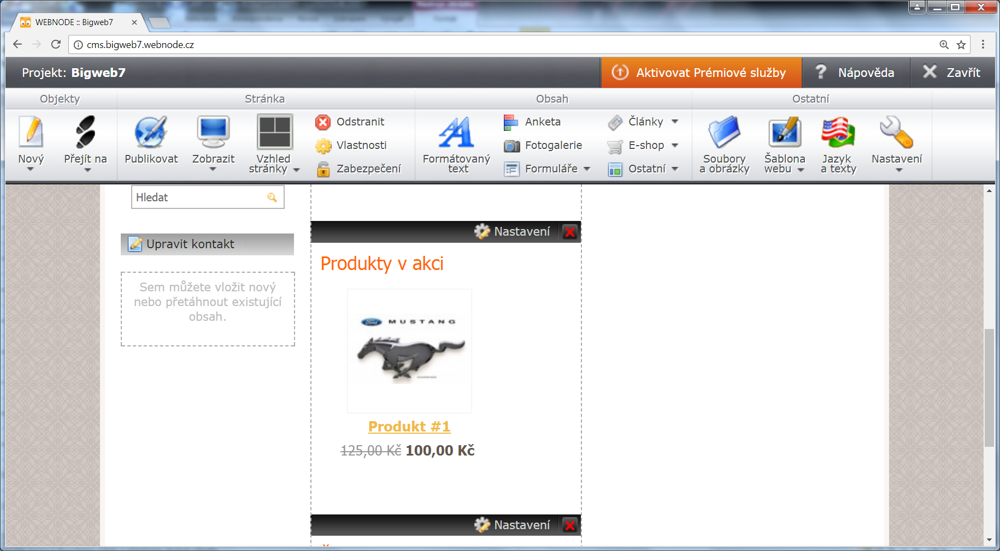 WEBNODE :: Bigweb7
cms.bigweb7.webnode.cz
Projekt: Bigweb7
Aktivovat Prémiové služby
Nápověda
Zavřít
Objekty
Stránka
Obsah
Ostatní
Nový
Přejít na
Publikovat
Zobrazit
Vzhled
stránky
Odstranit
Vlastnosti
Zabezpečení
Formátovaný
text
Anketa
Fotogalerie
Formuláře
Články
E-shop
Ostatní
Soubory
a obrázky
Šablona
webu
Jazyk
a texty
Nastavení
Hledat
Upravit kontakt
Sem můžete vložit nový
nebo přetáhnout existující
obsah.
Nastavení
Produkty v akci
Ford
MUSTANG
Produkt #1
125,00 Kč 100,00 Kč
Nastavení